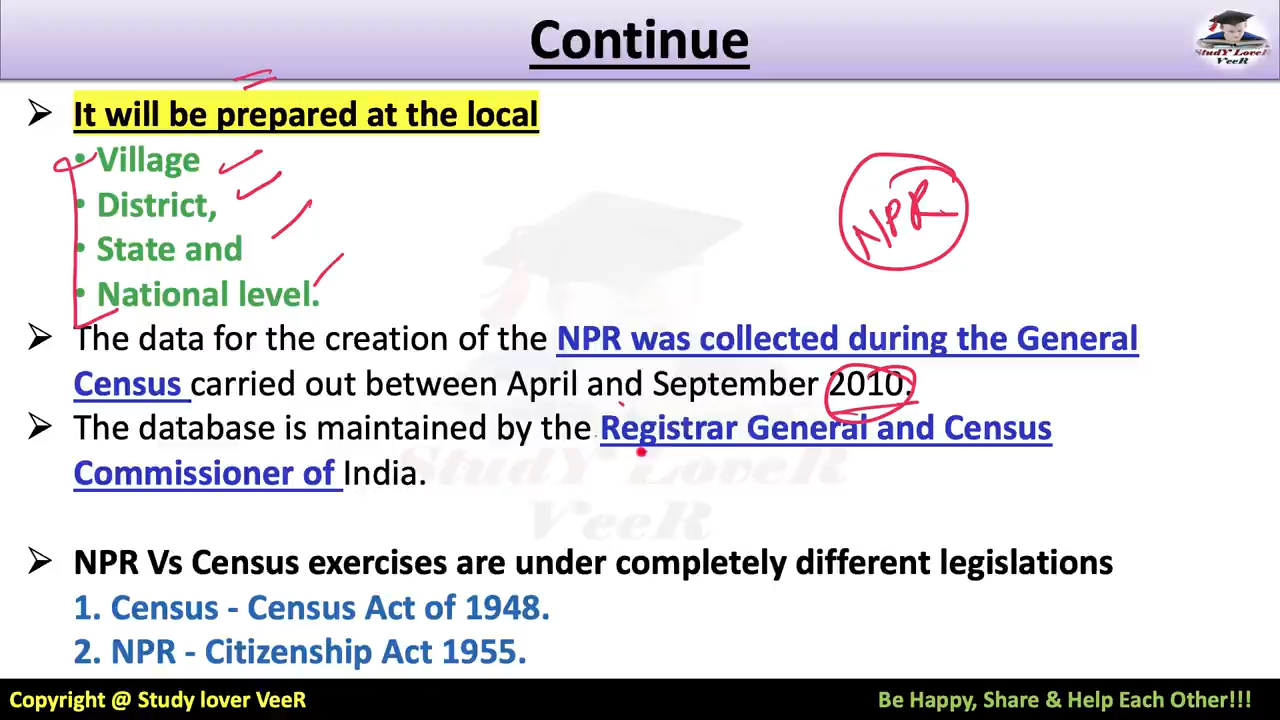 Continue
StudY LoveR
VeeR
➢ It will be prepared at the local
• Village
• District,
• State and
• National level.
NPR
➢ The data for the creation of the NPR was collected during the General
Census carried out between April and September 2010.
➢ The database is maintained by the Registrar General and Census
Commissioner of India.
StudY LoveR
VeeR
➢ NPR Vs Census exercises are under completely different legislations
1. Census - Census Act of 1948.
2. NPR - Citizenship Act 1955.
Copyright @ Study lover VeeR
Be Happy, Share & Help Each Other!!!